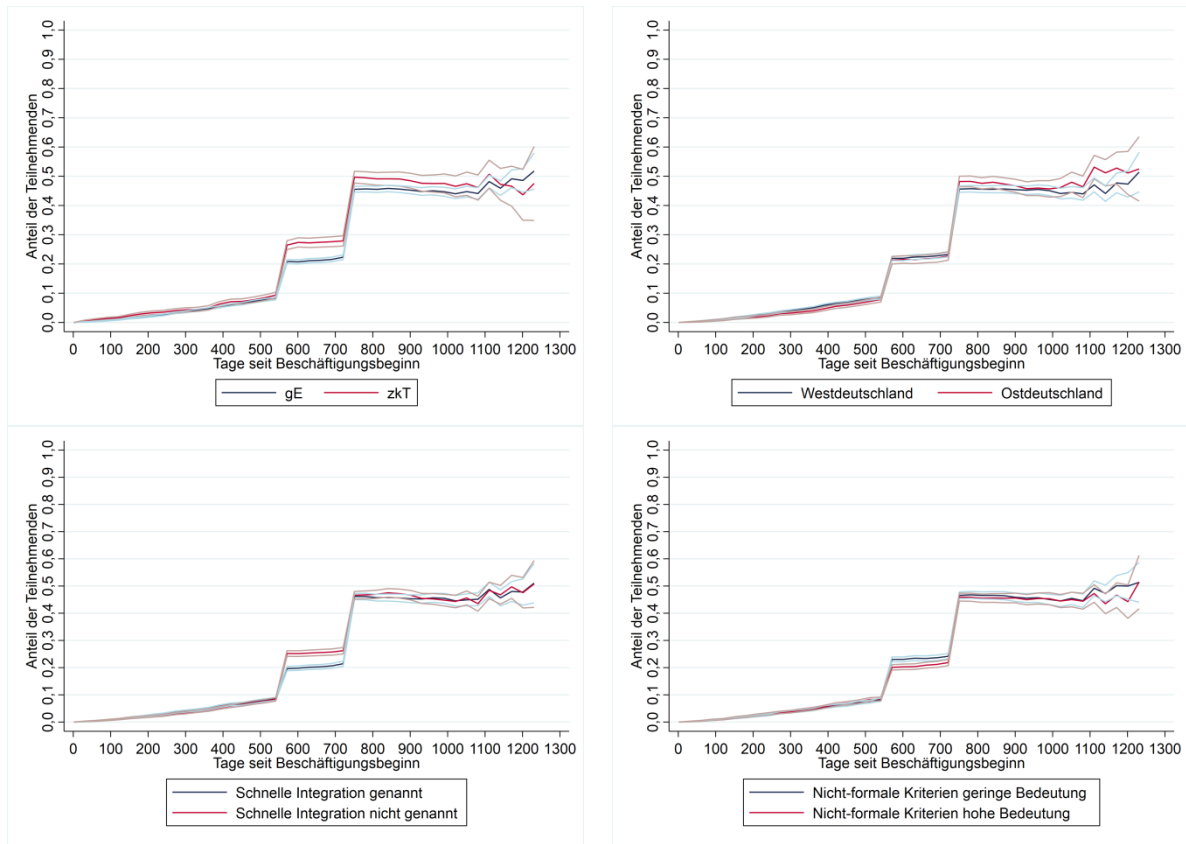 Anteil der Teilnehmenden
1,0
0,9
0,8
0,7
0,6
0,5
0,4
0,3
0,2
0,1
0,0
0 100 200 300 400 500 600 700 800 900 1000 1100 1200 1300
Tage seit Beschäftigungsbeginn
gE zkT
Anteil der Teilnehmenden
1,0
0,9
0,8
0,7
0,6
0,5
0,4
0,3
0,2
0,1
0,0
0 100 200 300 400 500 600 700 800 900 1000 1100 1200 1300
Tage seit Beschäftigungsbeginn
Westdeutschland Ostdeutschland
Anteil der Teilnehmenden
1,0
0,9
0,8
0,7
0,6
0,5
0,4
0,3
0,2
0,1
0,0
0 100 200 300 400 500 600 700 800 900 1000 1100 1200 1300
Tage seit Beschäftigungsbeginn
Schnelle Integration genannt
Schnelle Integration nicht genannt
Anteil der Teilnehmenden
1,0
0,9
0,8
0,7
0,6
0,5
0,4
0,3
0,2
0,1
0,0
0 100 200 300 400 500 600 700 800 900 1000 1100 1200 1300
Tage seit Beschäftigungsbeginn
Nicht-formale Kriterien geringe Bedeutung
Nicht-formale Kriterien hohe Bedeutung